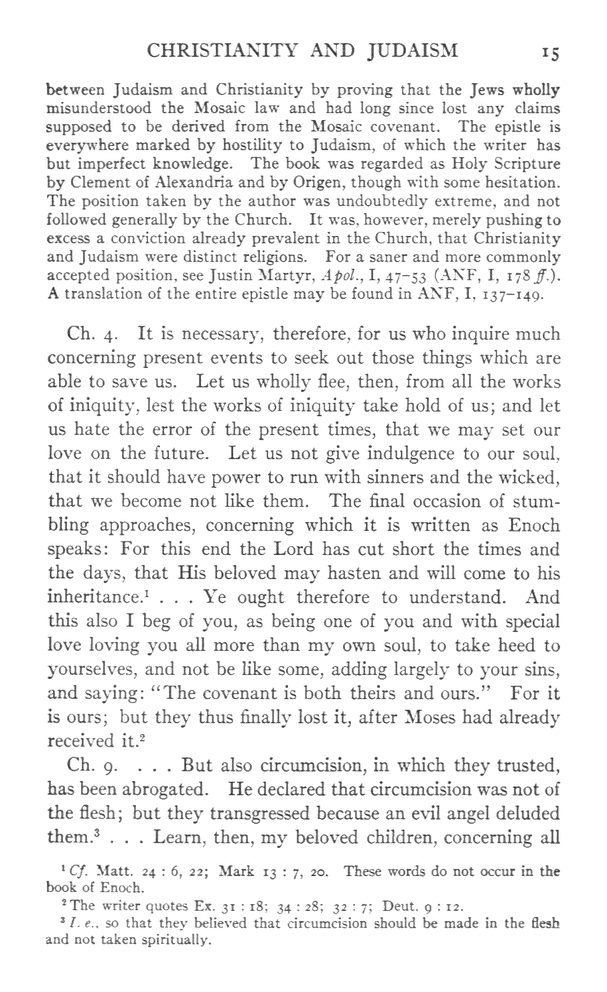 CHRISTIANITY AND JUDAISM 15
between Judaism and Christianity by proving that the Jews wholly
misunderstood the Mosaic law and had long since lost any claims
supposed to be derived from the Mosaic covenant. The epistle is
everywhere marked by hostility to Judaism, of which the writer has
but imperfect knowledge. The book was regarded as Holy Scripture
by Clement of Alexandria and by Origen, though with some hesitation.
The position taken by the author was undoubtedly extreme, and not
followed generally by the Church. It was, however, merely pushing to
excess a conviction already prevalent in the Church, that Christianity
and Judaism were distinct religions. For a saner and more commonly
accepted position, see Justin Martyr, Apol., I, 47–53 (ANF, I, 178 ff.).
A translation of the entire epistle may be found in ANF, I, 137–149.
Ch. 4. It is necessary, therefore, for us who inquire much
concerning present events to seek out those things which are
able to save us. Let us wholly flee, then, from all the works
of iniquity, lest the works of iniquity take hold of us; and let
us hate the error of the present times, that we may set our
love on the future. Let us not give indulgence to our soul,
that it should have power to run with sinners and the wicked,
that we become not like them. The final occasion of stum-
bling approaches, concerning which it is written as Enoch
speaks: For this end the Lord has cut short the times and
the days, that His beloved may hasten and will come to his
inheritance.¹ . . . Ye ought therefore to understand. And
this also I beg of you, as being one of you and with special
love loving you all more than my own soul, to take heed to
yourselves, and not be like some, adding largely to your sins,
and saying: "The covenant is both theirs and ours." For it
is ours; but they thus finally lost it, after Moses had already
received it.²
Ch. 9. . . . But also circumcision, in which they trusted,
has been abrogated. He declared that circumcision was not of
the flesh; but they transgressed because an evil angel deluded
them.³ . . . Learn, then, my beloved children, concerning all
¹ Cf. Matt. 24 : 6, 22; Mark 13 : 7, 20. These words do not occur in the
book of Enoch.
² The writer quotes Ex. 31 : 18; 34 : 28; 32 : 7; Deut. 9 : 12.
³ I. e., so that they believed that circumcision should be made in the flesh
and not taken spiritually.